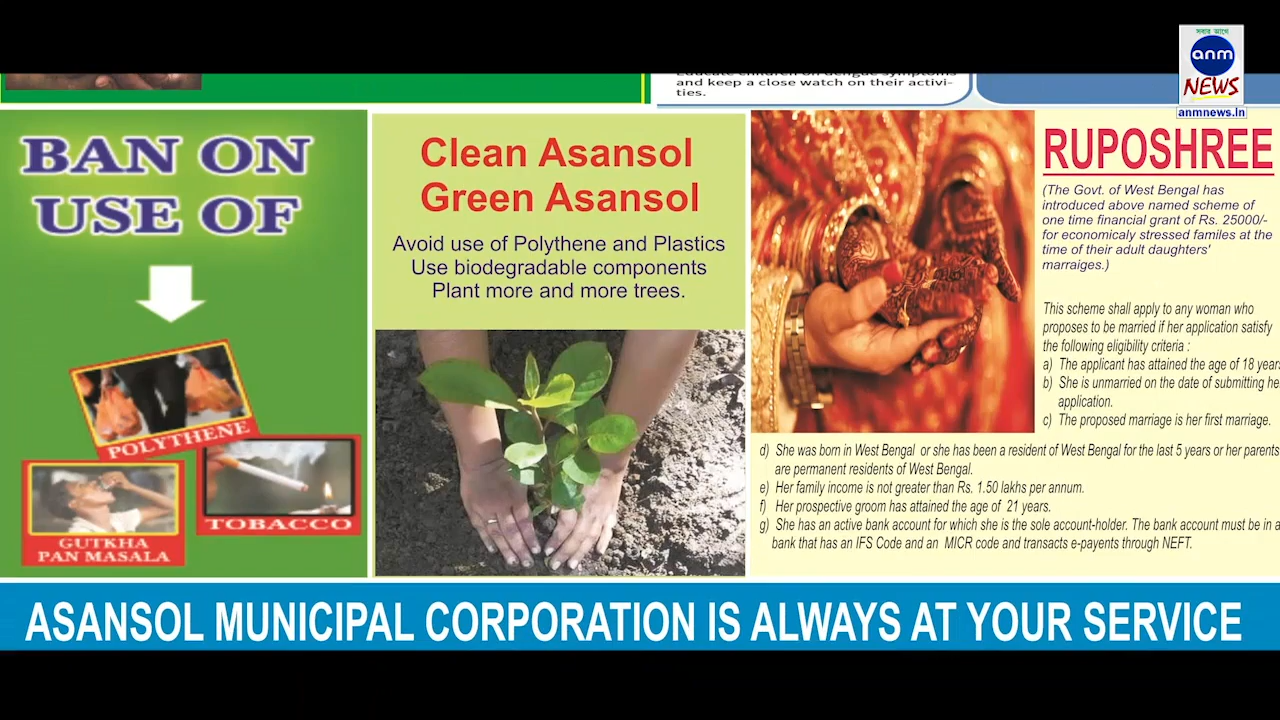 সবার আগে
anm
NEWS
anmnews.in
and keep a close watch on their activi-
ties.
BAN ON
USE OF
POLYTHENE
TOBACCO
GUTKHA
PAN MASALA
Clean Asansol
Green Asansol
Avoid use of Polythene and Plastics
Use biodegradable components
Plant more and more trees.
RUPOSHREE
(The Govt. of West Bengal has
introduced above named scheme of
one time financial grant of Rs. 25000/-
for economicaly stressed familes at the
time of their adult daughters'
marraiges.)
This scheme shall apply to any woman who
proposes to be married if her application satisfy
the following eligibility criteria :
a) The applicant has attained the age of 18 years
b) She is unmarried on the date of submitting he
application.
c) The proposed marriage is her first marriage.
d) She was born in West Bengal or she has been a resident of West Bengal for the last 5 years or her parents
are permanent residents of West Bengal.
e) Her family income is not greater than Rs. 1.50 lakhs per annum.
f) Her prospective groom has attained the age of 21 years.
g) She has an active bank account for which she is the sole account-holder. The bank account must be in a
bank that has an IFS Code and an MICR code and transacts e-payents through NEFT.
ASANSOL MUNICIPAL CORPORATION IS ALWAYS AT YOUR SERVICE